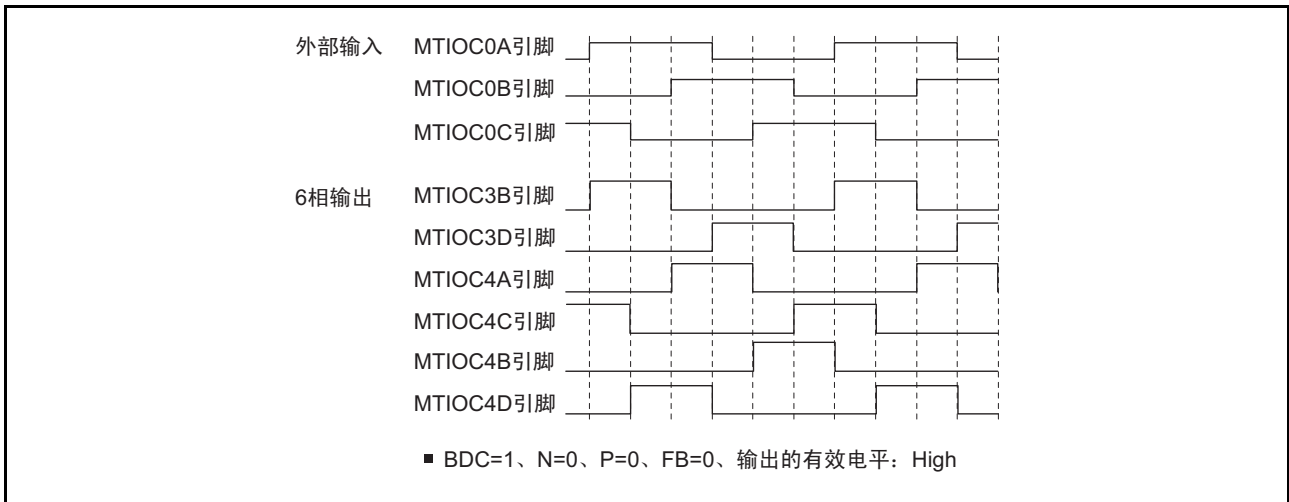 外部输入 MTIOC0A引脚
MTIOC0B引脚
MTIOC0C引脚
6相输出 MTIOC3B引脚
MTIOC3D引脚
MTIOC4A引脚
MTIOC4C引脚
MTIOC4B引脚
MTIOC4D引脚
■ BDC=1、N=0、P=0、FB=0、输出的有效电平：High